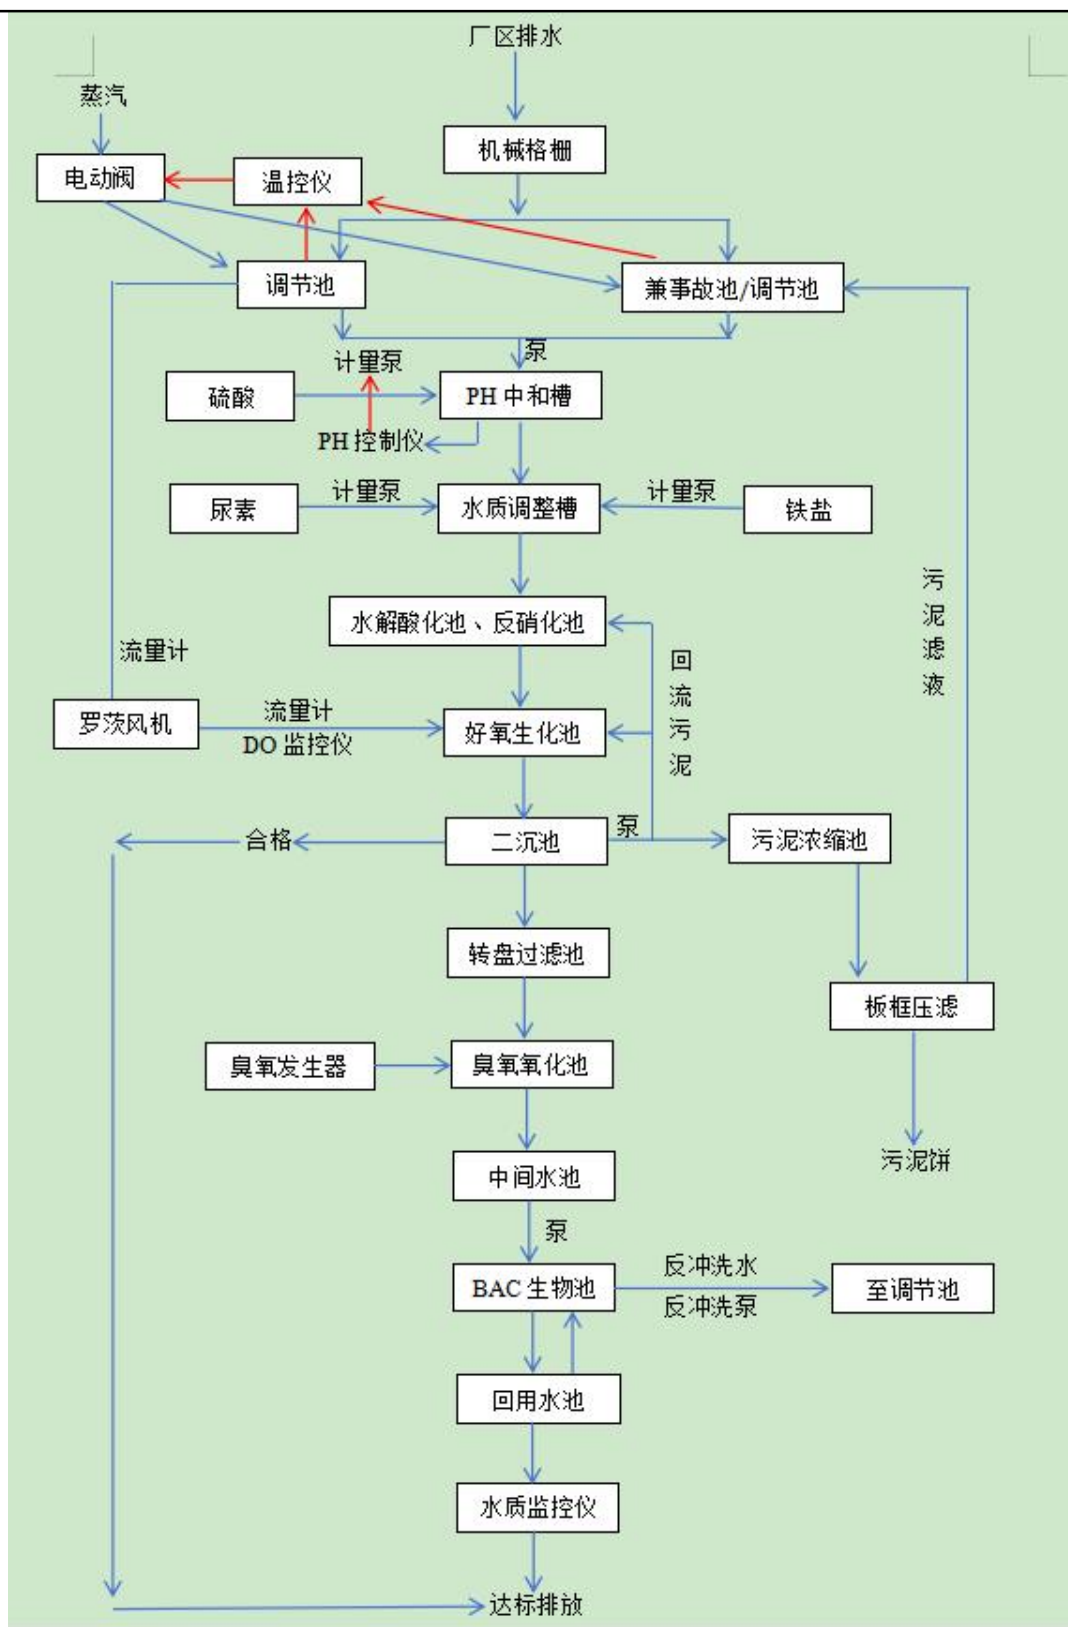 厂区排水
蒸汽
机械格栅
电动阀
温控仪
调节池
兼事故池/调节池
泵
计量泵
硫酸
PH 中和槽
PH 控制仪
尿素
计量泵
水质调整槽
计量泵
铁盐
污泥滤液
水解酸化池、反硝化池
流量计
回流污泥
罗茨风机
流量计
DO 监控仪
好氧生化池
合格
二沉池
泵
污泥浓缩池
转盘过滤池
板框压滤
臭氧发生器
臭氧氧化池
污泥饼
中间水池
泵
BAC 生物池
反冲洗水
反冲洗泵
至调节池
回用水池
水质监控仪
达标排放